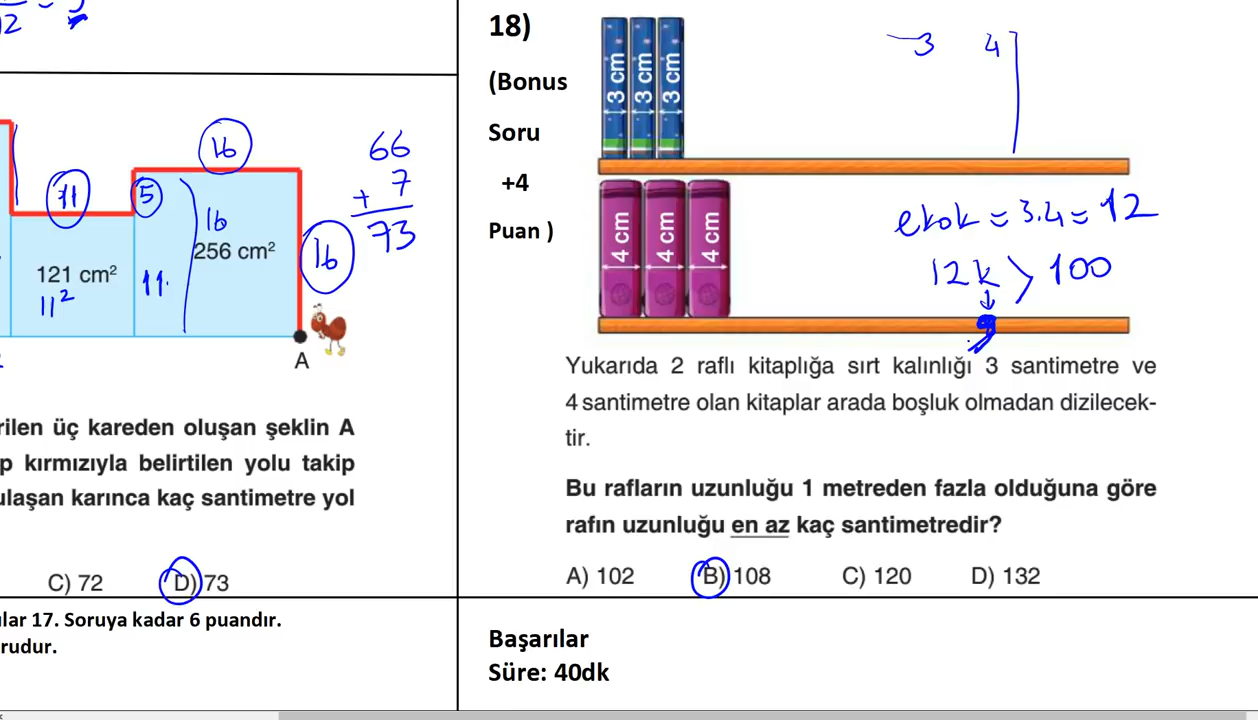 12
=
16
11
5
16
256 cm²
16
121 cm²
11²
11.
A
66
+ 7
73
rilen üç kareden oluşan şeklin A
p kırmızıyla belirtilen yolu takip
ulaşan karınca kaç santimetre yol
C) 72 D) 73
lar 17. Soruya kadar 6 puandır.
rudur.
18)
(Bonus
Soru
+4
Puan )
3 cm 3 cm 3 cm
4 cm 4 cm 4 cm
3 4
ekok = 3.4 = 12
12k > 100
9
Yukarıda 2 raflı kitaplığa sırt kalınlığı 3 santimetre ve
4 santimetre olan kitaplar arada boşluk olmadan dizilecek-
tir.
Bu rafların uzunluğu 1 metreden fazla olduğuna göre
rafın uzunluğu en az kaç santimetredir?
A) 102 B) 108 C) 120 D) 132
Başarılar
Süre: 40dk